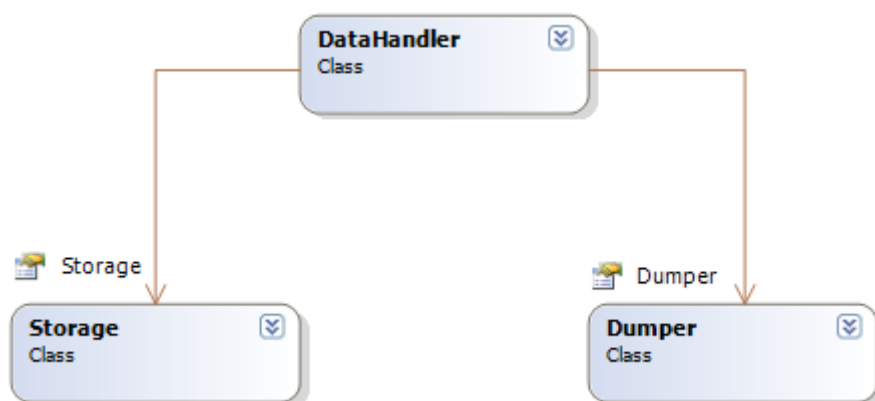 DataHandler
Class
Storage
Dumper
Storage
Class
Dumper
Class